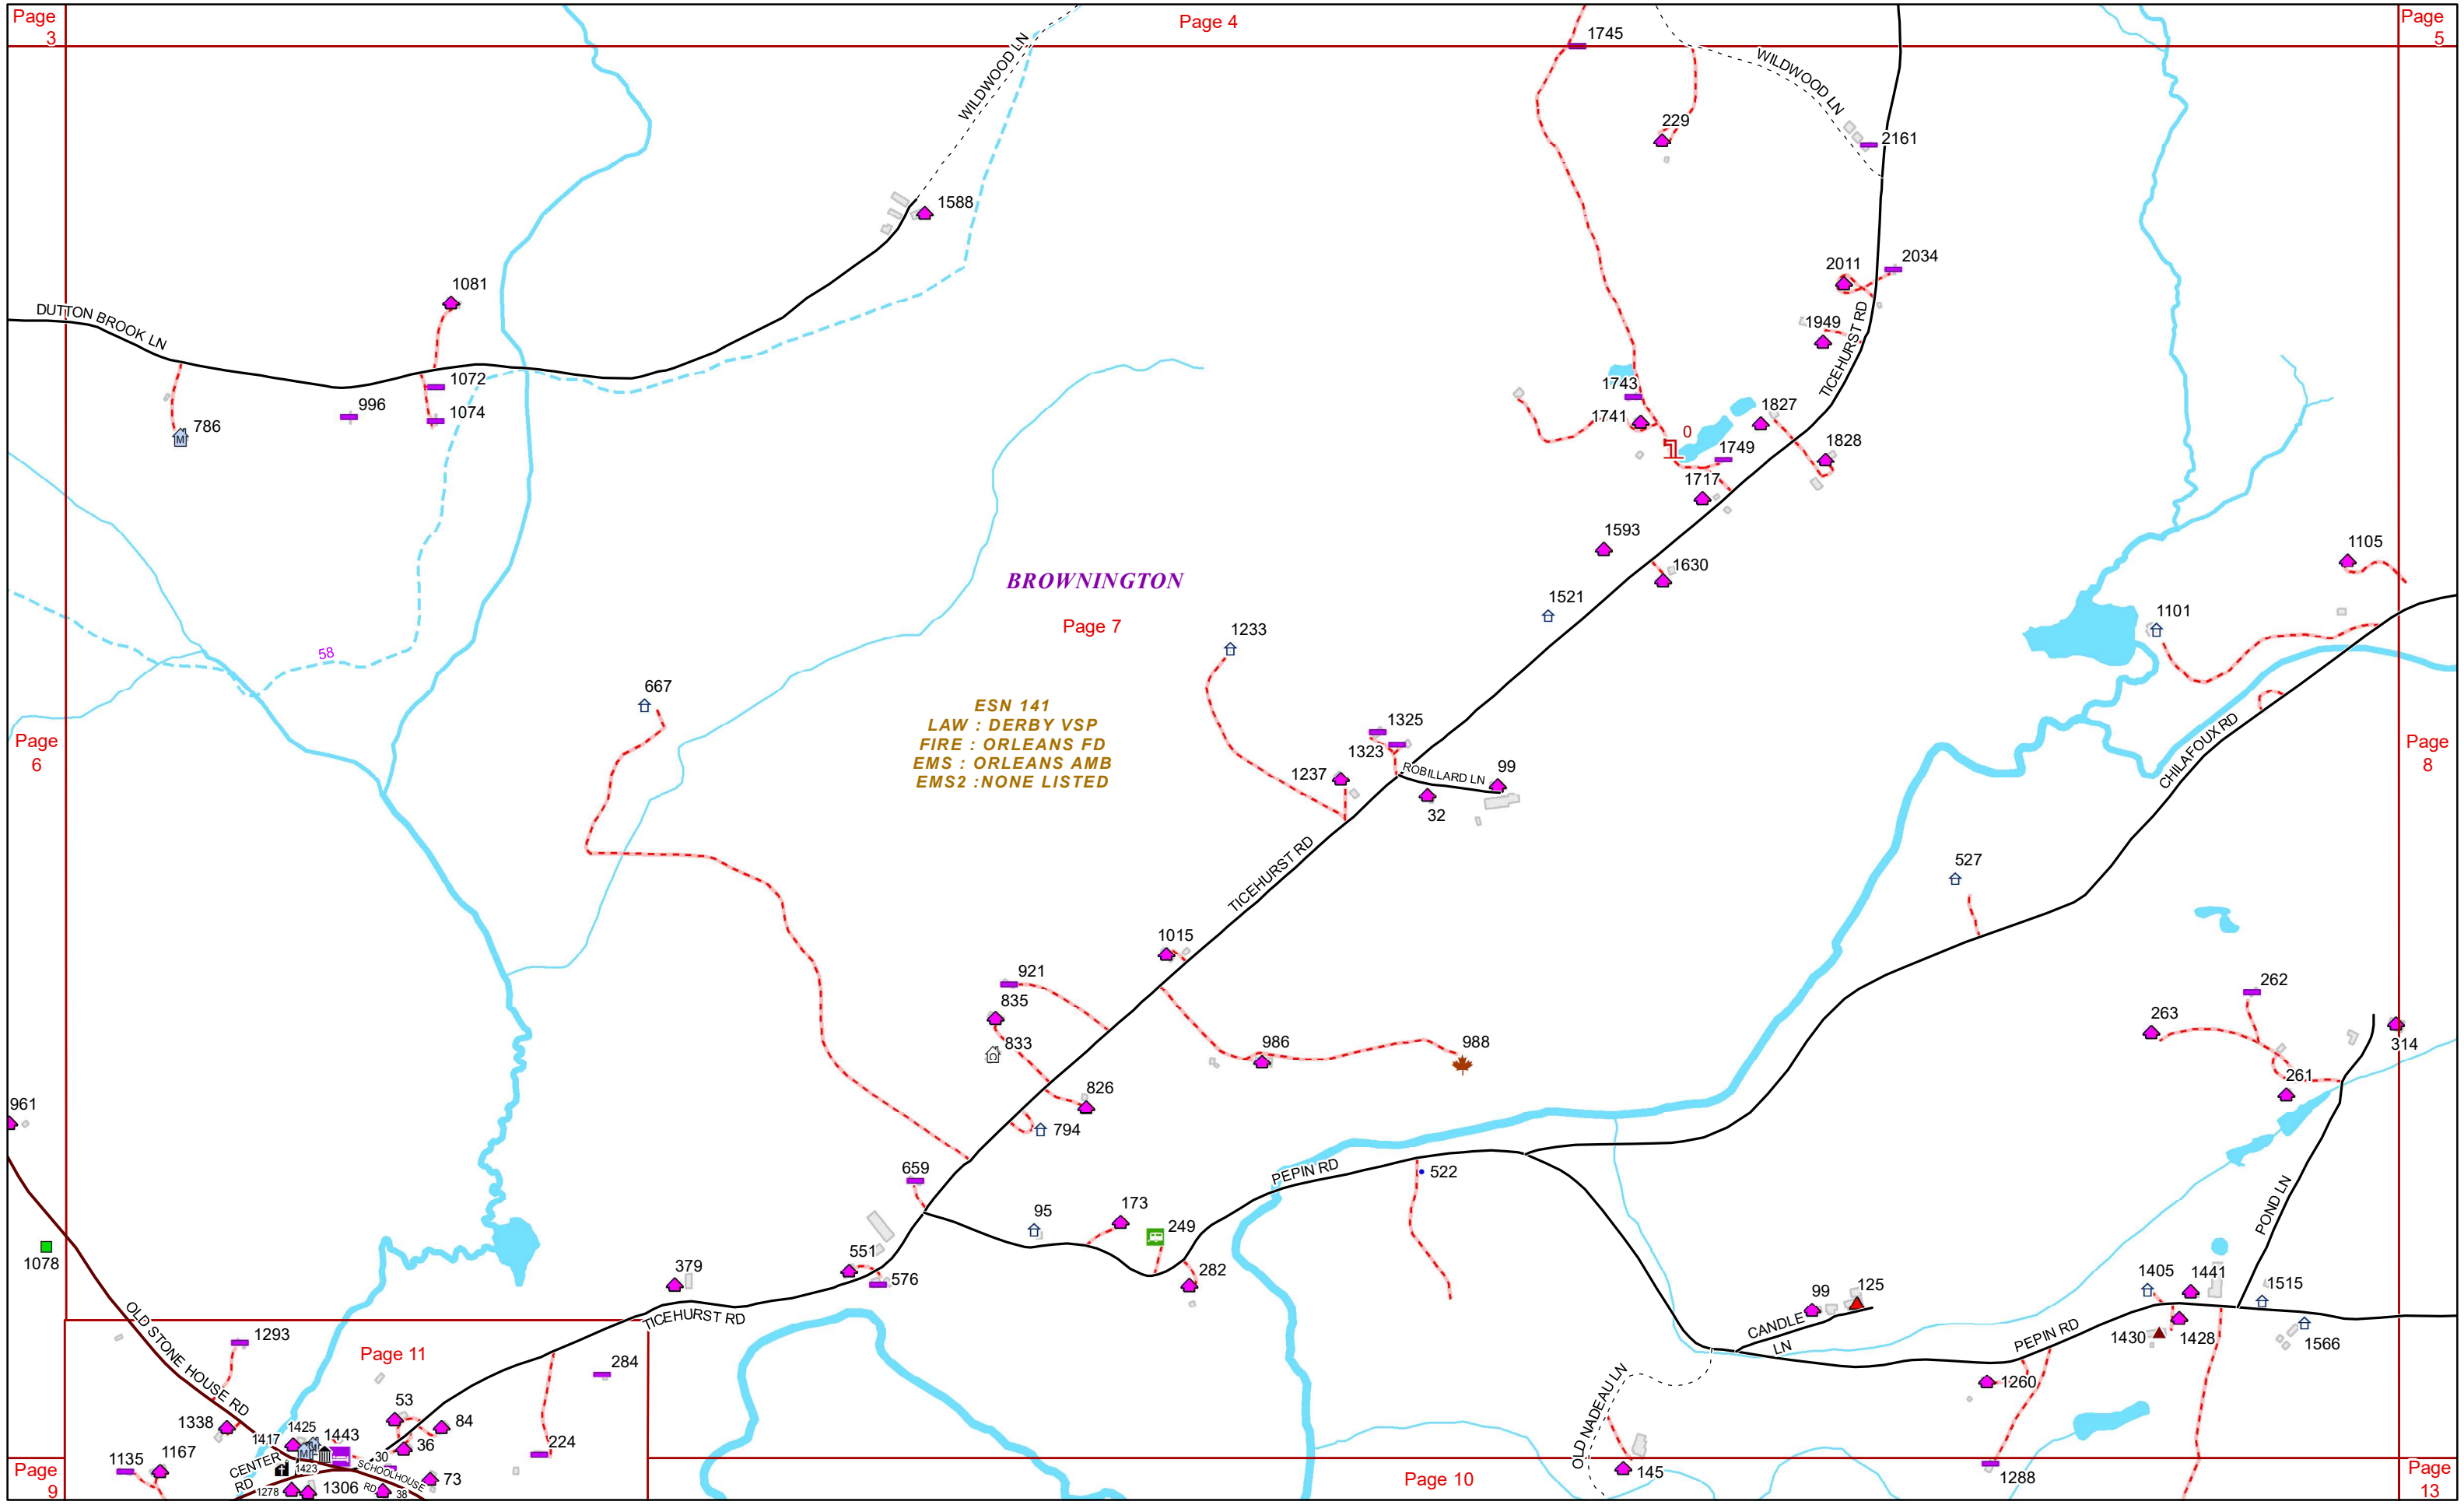 Page
3
Page 4
Page
5
1745
WILDWOOD LN
WILDWOOD LN
229
2161
1588
2011
2034
1081
DUTTON BROOK LN
1949
TICEHURST RD
1072
1743
996
1074
1741
1827
786
0
1828
1749
1717
1593
1105
1630
BROWNINGTON
1521
1101
Page 7
1233
58
667
ESN 141
LAW : DERBY VSP
FIRE : ORLEANS FD
EMS : ORLEANS AMB
EMS2 :NONE LISTED
1325
1323
Page
6
CHILAFOUX RD
Page
8
1237
ROBILLARD LN
99
32
527
TICEHURST RD
1015
921
262
835
263
833
986
988
314
261
826
961
794
659
PEPIN RD
522
95
173
249
POND LN
1078
551
379
576
282
1405
1441
1515
99
125
OLD STONE HOUSE RD
TICEHURST RD
CANDLE
LN
PEPIN RD
1430
1428
1566
1293
Page 11
284
OLD NADEAU LN
1260
53
84
1338
1425
1443
1417
36
30
224
1135
1167
CENTER
RD
1423
SCHOOLHOUSE
RD
73
145
1288
Page
9
1278
1306
38
Page 10
Page
13